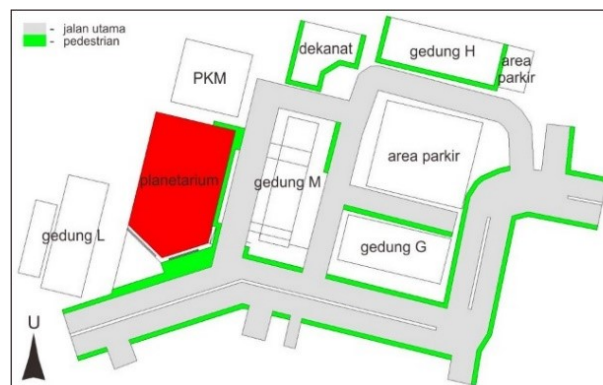 - jalan utama
- pedestrian
dekanat
gedung H
area
parkir
PKM
area parkir
planetarium
gedung M
gedung L
gedung G
U